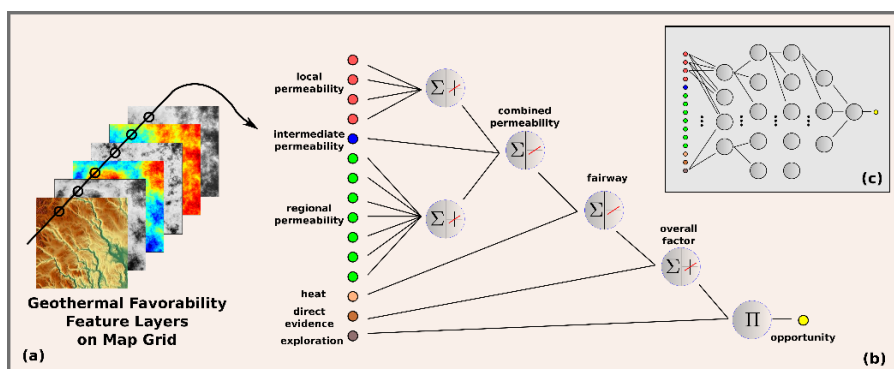 local
permeability
intermediate
permeability
regional
permeability
heat
direct
evidence
exploration
Σ
Σ
combined
permeability
Σ
fairway
Σ
overall
factor
Σ
Π
opportunity
Geothermal Favorability
Feature Layers
on Map Grid
(a)
(b)
(c)